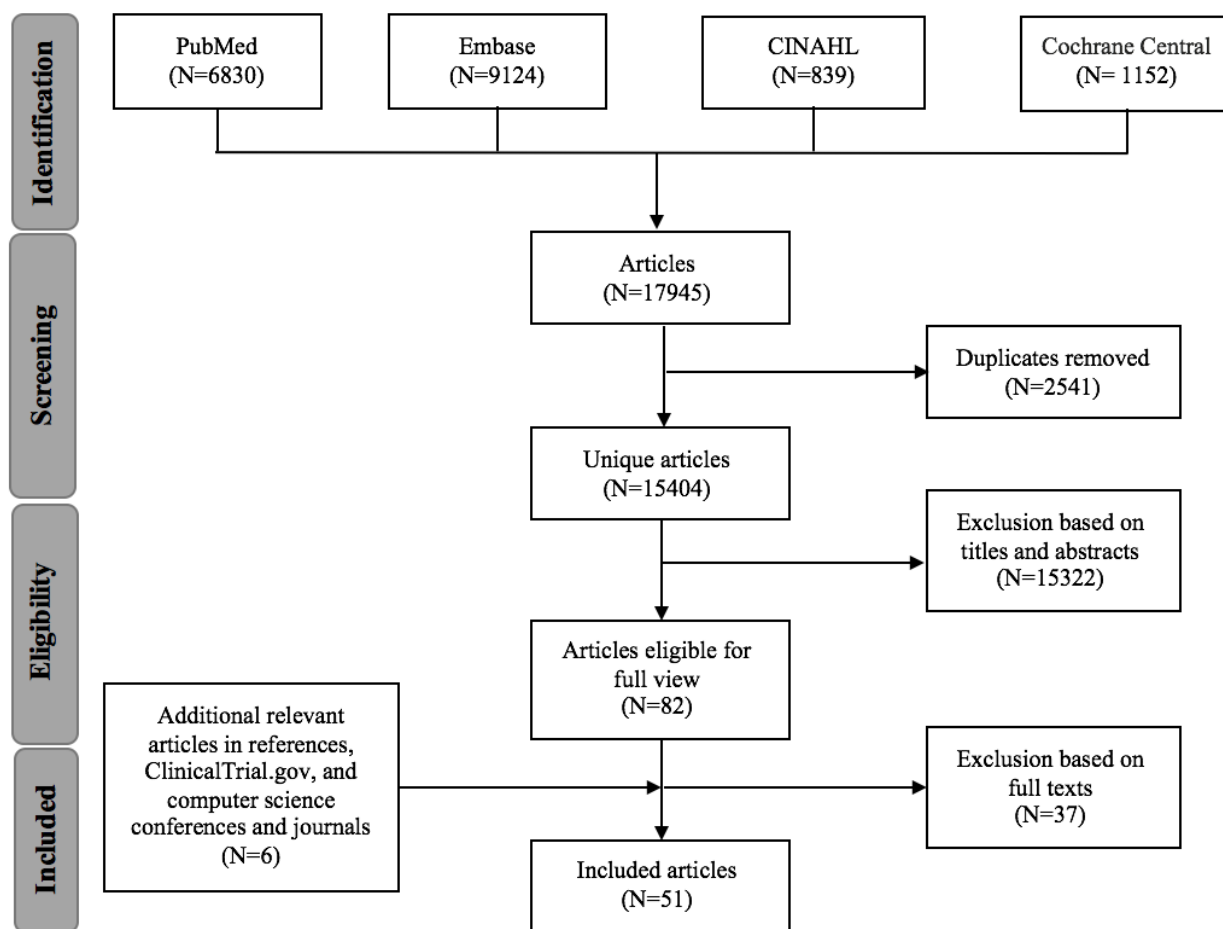 Identification
PubMed
(N=6830)
Embase
(N=9124)
CINAHL
(N=839)
Cochrane Central
(N= 1152)
Screening
Articles
(N=17945)
Duplicates removed
(N=2541)
Unique articles
(N=15404)
Eligibility
Exclusion based on
titles and abstracts
(N=15322)
Articles eligible for
full view
(N=82)
Included
Additional relevant
articles in references,
ClinicalTrial.gov, and
computer science
conferences and journals
(N=6)
Exclusion based on
full texts
(N=37)
Included articles
(N=51)